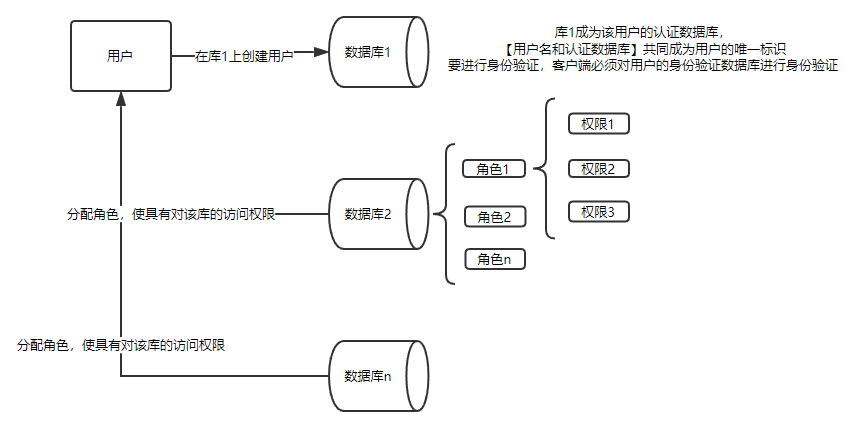 用户
在库1上创建用户
数据库1
库1成为该用户的认证数据库，
【用户名和认证数据库】共同成为用户的唯一标识
要进行身份验证，客户端必须对用户的身份验证数据库进行身份验证
分配角色，使具有对该库的访问权限
数据库2
角色1
角色2
角色n
权限1
权限2
权限3
分配角色，使具有对该库的访问权限
数据库n